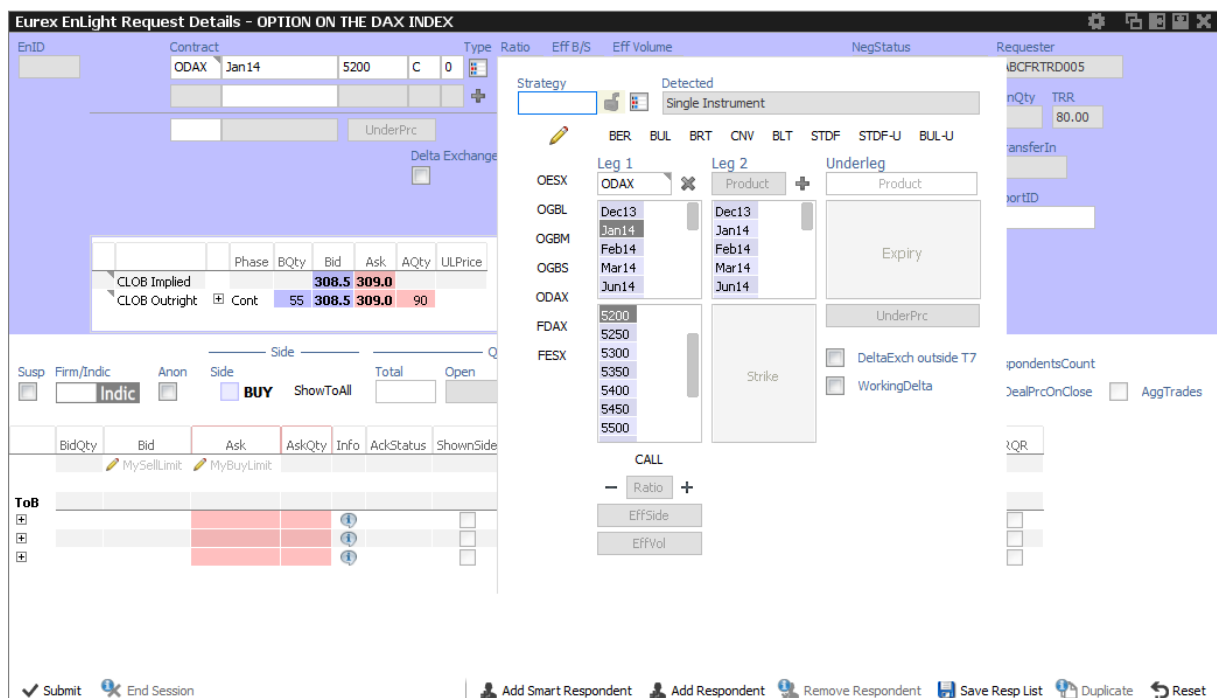 Eurex EnLight Request Details - OPTION ON THE DAX INDEX
EnID Contract Type Ratio Eff B/S Eff Volume NegStatus Requester
ODAX Jan14 5200 C 0 ABCFRTRD005
Strategy Detected
Single Instrument
nQty TRR
80.00
UnderPrc
BER BUL BRT CNV BLT STDF STDF-U BUL-U
Delta Exchange
ransferIn
Leg 1 Leg 2 Underleg
OESX ODAX Product Product
portID
OGBL Dec13 Dec13
Jan14 Jan14
OGBM Feb14 Feb14 Expiry
OGBS Mar14 Mar14
Jun14 Jun14
Phase BQty Bid Ask AQty ULPrice
CLOB Implied 308.5 309.0
CLOB Outright Cont 55 308.5 309.0 90
ODAX
5200 UnderPrc
FDAX 5250
5300
FESX 5350 Strike DeltaExch outside T7
5400 WorkingDelta
5450
5500
Side Q
Susp Firm/Indic Anon Side Total Open
Indic BUY ShowToAll
spondentsCount
DealPrcOnClose AggTrades
BidQty Bid Ask AskQty Info AckStatus ShownSide RQR
MySellLimit MyBuyLimit
CALL
Ratio
EffSide
EffVol
ToB
Submit End Session Add Smart Respondent Add Respondent Remove Respondent Save Resp List Duplicate Reset